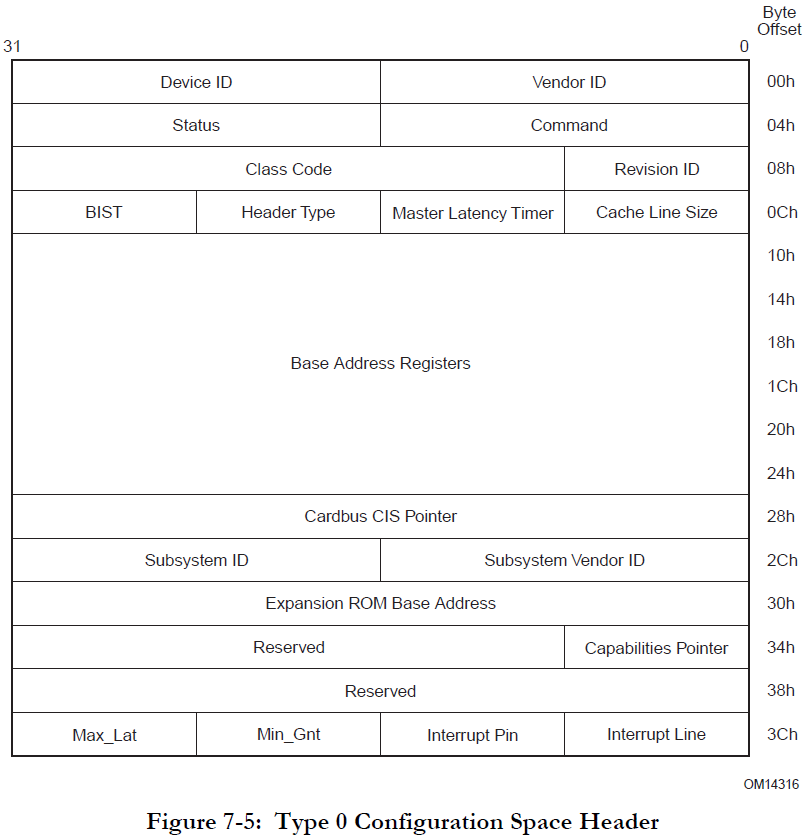 Byte
Offset
31 0
Device ID Vendor ID 00h
Status Command 04h
Class Code Revision ID 08h
BIST Header Type Master Latency Timer Cache Line Size 0Ch
10h
14h
18h
Base Address Registers
1Ch
20h
24h
Cardbus CIS Pointer 28h
Subsystem ID Subsystem Vendor ID 2Ch
Expansion ROM Base Address 30h
Reserved Capabilities Pointer 34h
Reserved 38h
Max_Lat Min_Gnt Interrupt Pin Interrupt Line 3Ch
OM14316
Figure 7-5: Type 0 Configuration Space Header